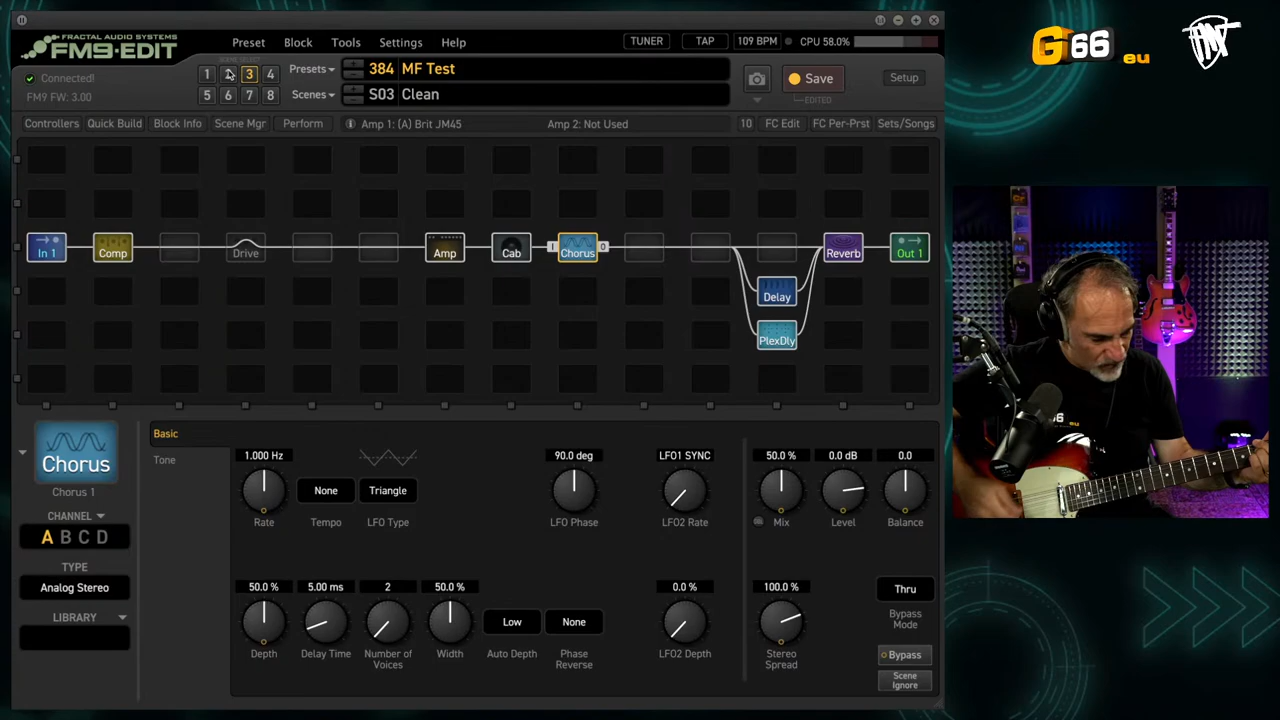 FRACTAL AUDIO SYSTEMS
FM9-EDIT
Preset Block Tools Settings Help
TUNER TAP 109 BPM CPU 58.0%
Connected!
FM9 FW: 3.00
SCENE SELECT
1 2 3 4
5 6 7 8
Presets 384 MF Test
Scenes S03 Clean
Save
EDITED
Setup
Controllers Quick Build Block Info Scene Mgr Perform Amp 1: (A) Brit JM45 Amp 2: Not Used 10 FC Edit FC Per-Prst Sets/Songs
In 1 Comp Drive Amp Cab I Chorus O Reverb Out 1
Delay
PlexDly
Chorus
Chorus 1
CHANNEL
A B C D
TYPE
Analog Stereo
LIBRARY
Basic
Tone
1.000 Hz 90.0 deg LFO1 SYNC 50.0 % 0.0 dB 0.0
None Triangle
Rate Tempo LFO Type LFO Phase LFO2 Rate Mix Level Balance
50.0 % 5.00 ms 2 50.0 % 0.0 % 100.0 % Thru
Low None
Depth Delay Time Number of Voices Width Auto Depth Phase Reverse LFO2 Depth Stereo Spread Bypass Mode
Bypass
Scene Ignore
G66
eu